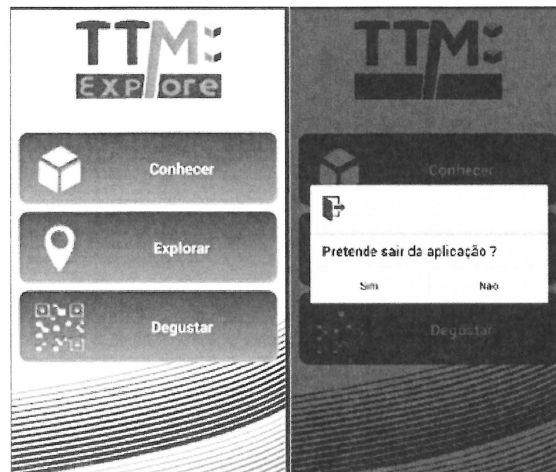 TTM
Explore
Conhecer
Explorar
Degustar
TTM
Conhecer
Pretende sair da aplicação ?
Sim
Não
Degustar